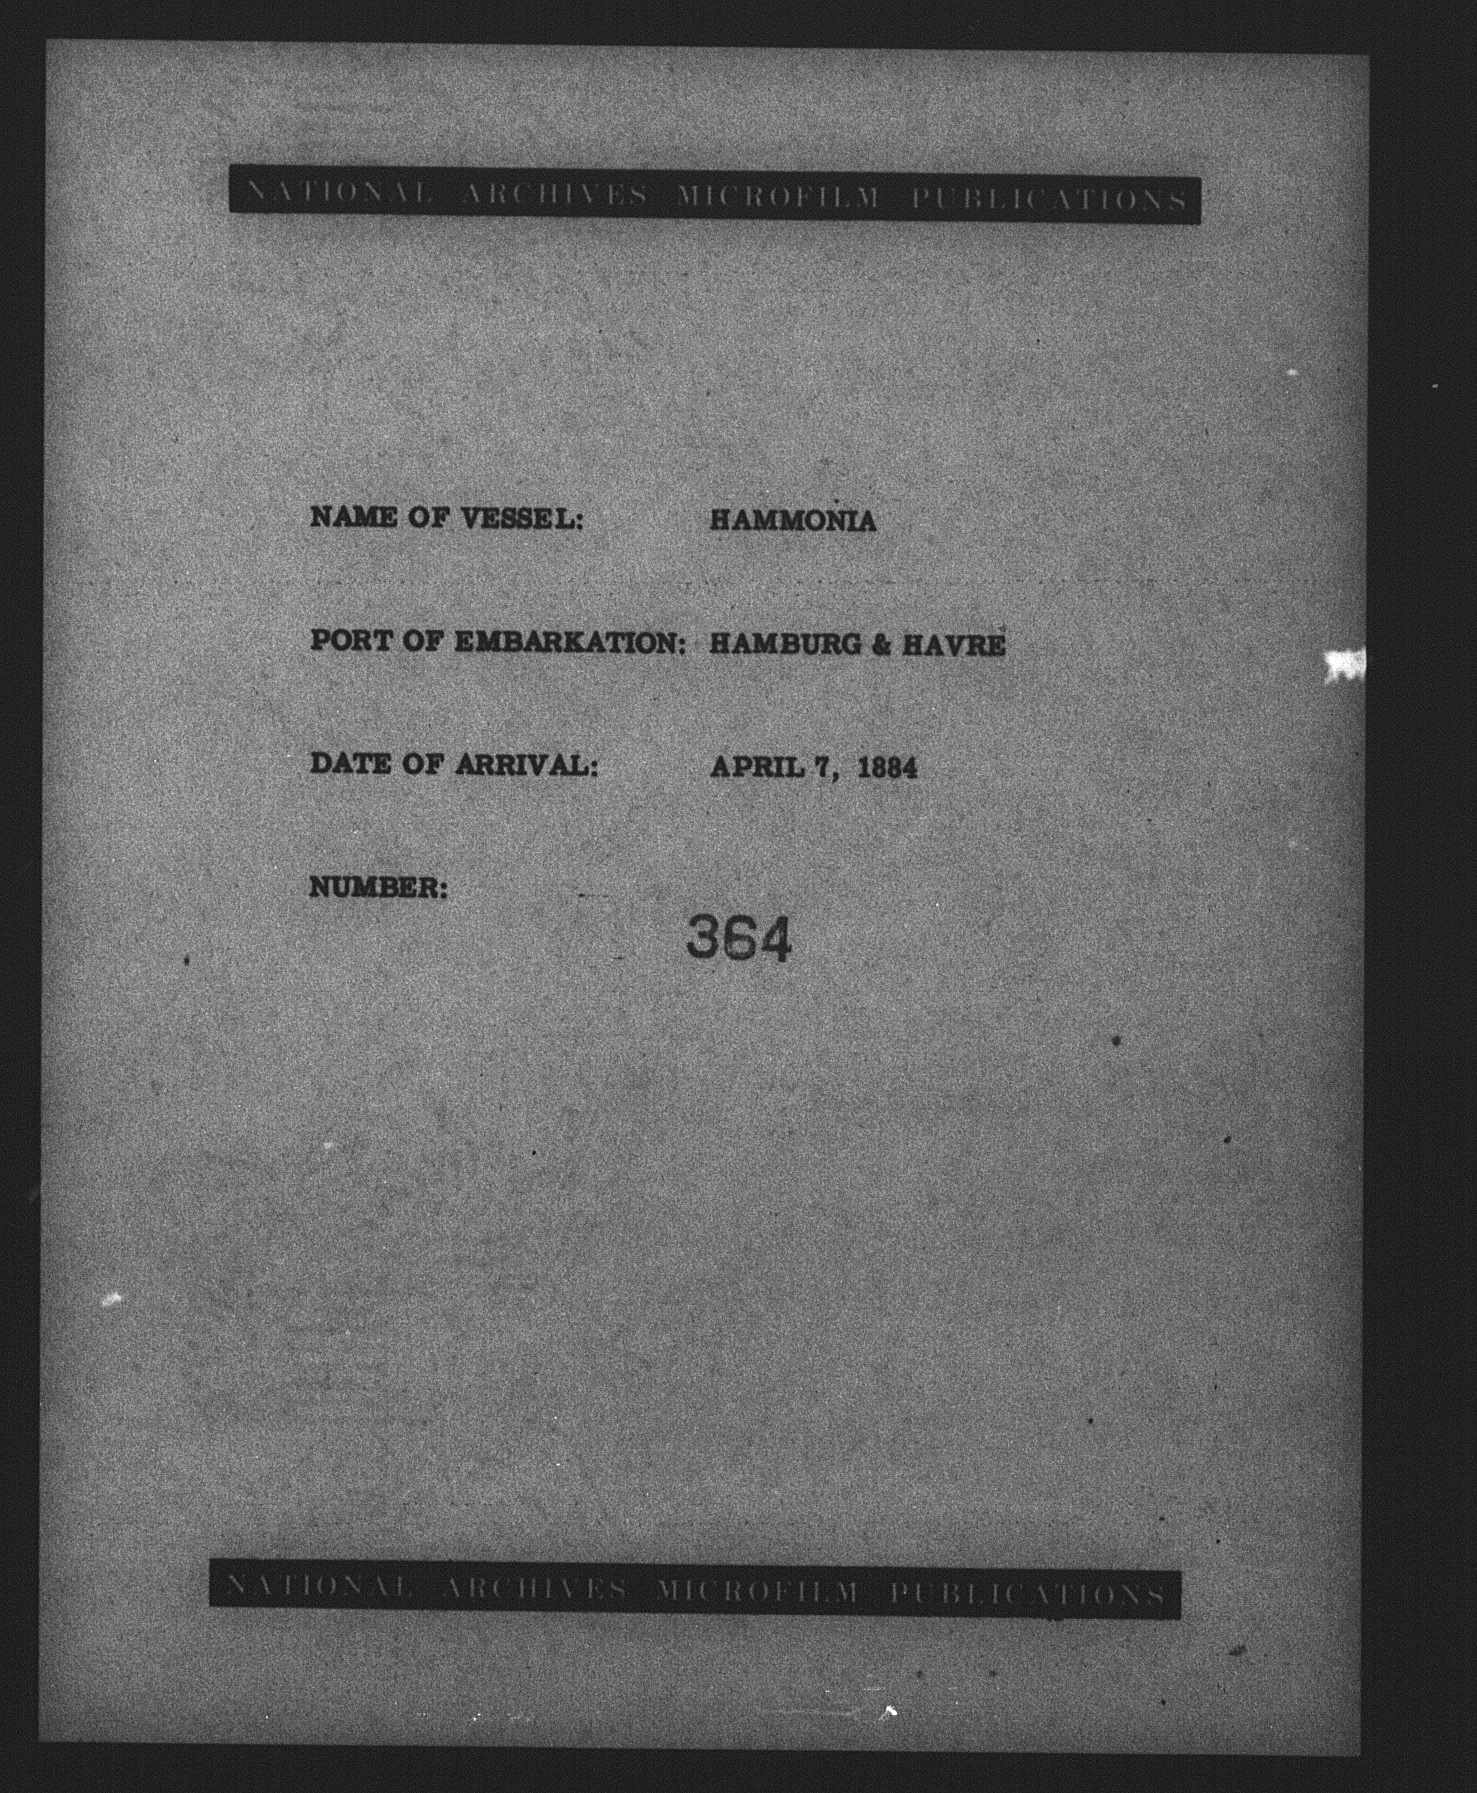 NATIONAL ARCHIVES MICROFILM PUBLICATIONS
NAME OF VESSEL: HAMMONIA
PORT OF EMBARKATION: HAMBURG & HAVRE
DATE OF ARRIVAL: APRIL 7, 1884
NUMBER:
364
NATIONAL ARCHIVES MICROFILM PUBLICATIONS